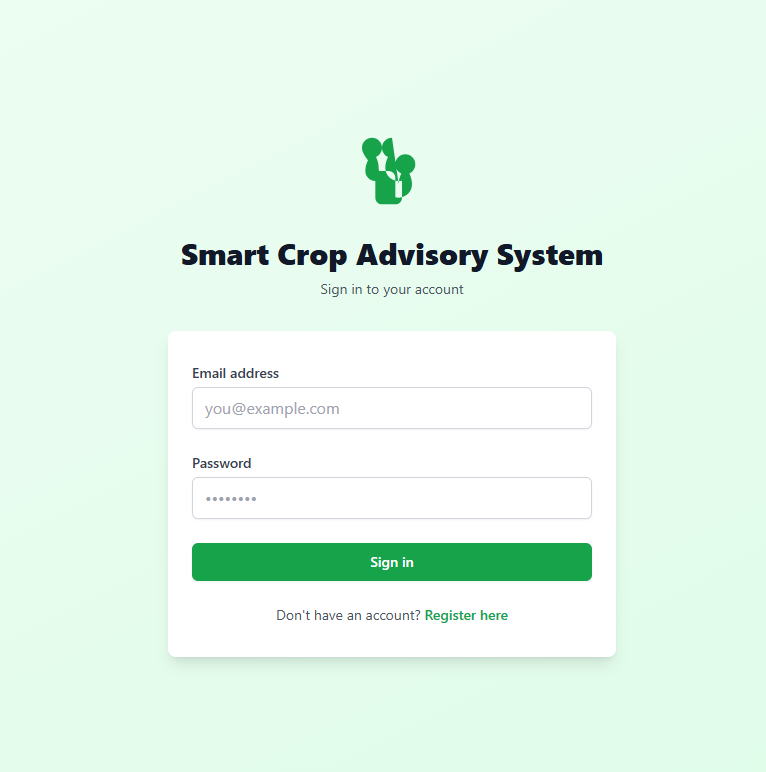 Smart Crop Advisory System
Sign in to your account
Email address
you@example.com
Password
••••••••
Sign in
Don't have an account? Register here